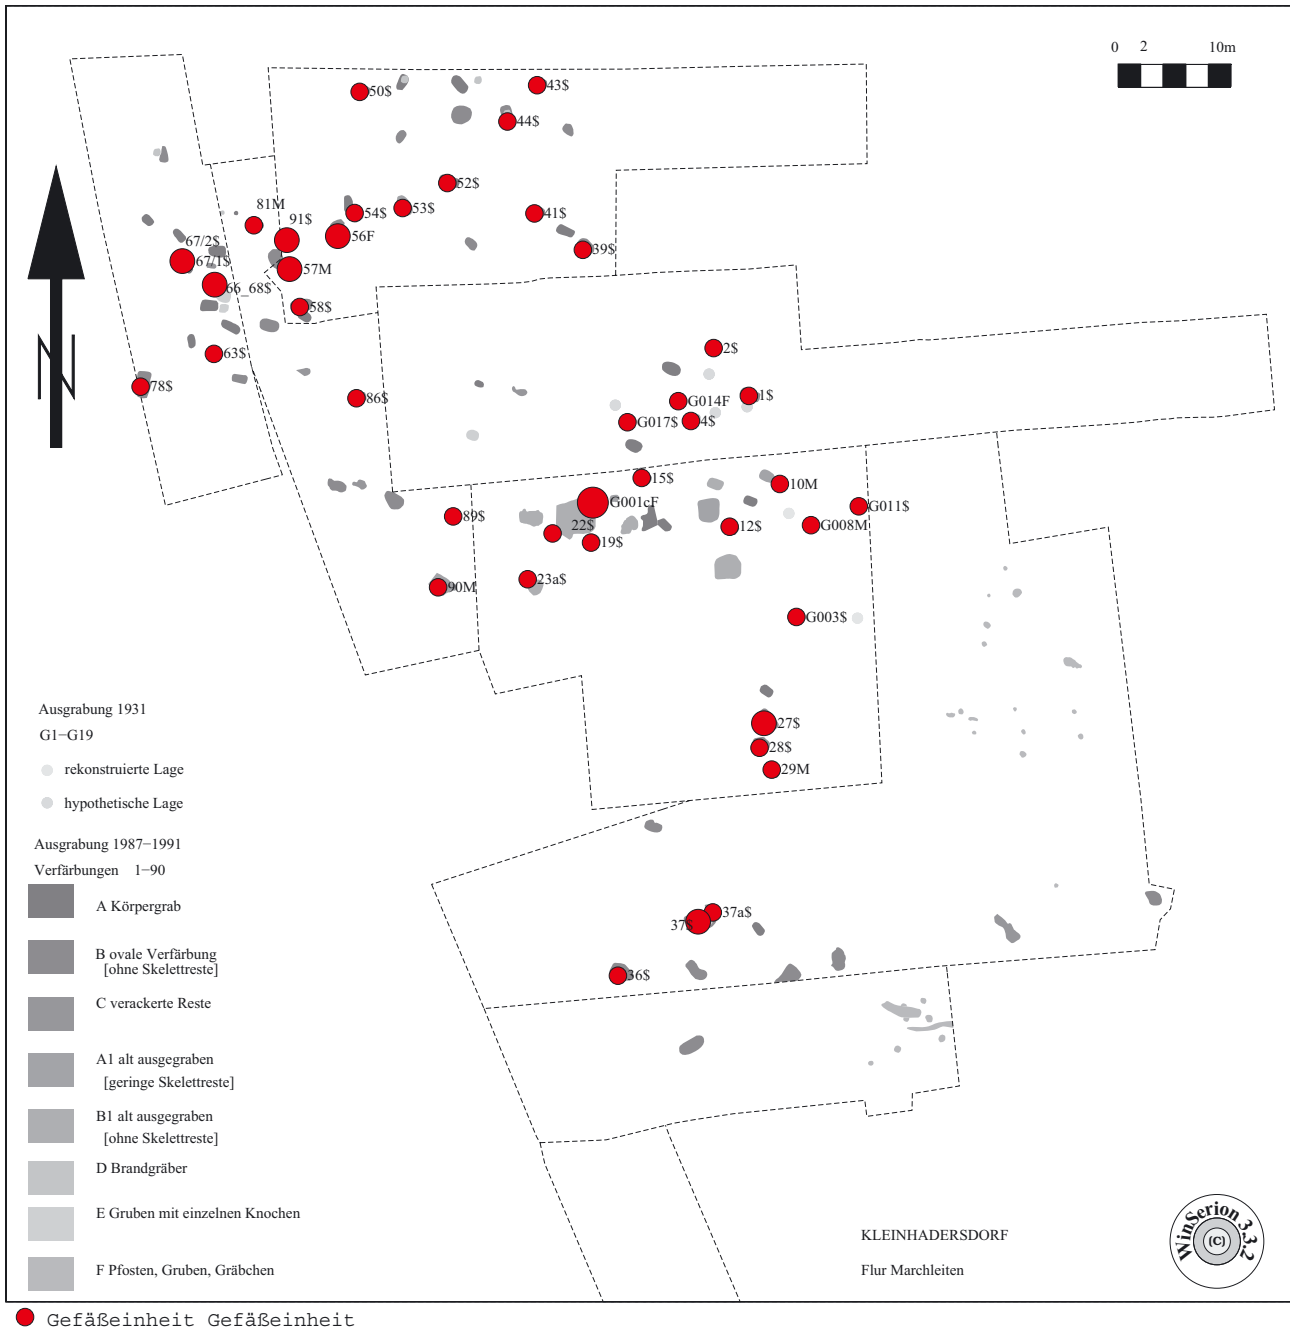 0 2 10m
50$
43$
44$
52$
81M
54$
53$
41$
91$
56F
67/2$
39$
67/1$
57M
66_68$
58$
2$
63$
78$
86$
1$
G014F
G017$
4$
15$
10M
G001cF
G011$
89$
22$
12$
G008M
19$
23a$
90M
G003$
27$
28$
29M
37a$
37$
36$
N
Ausgrabung 1931
G1−G19
rekonstruierte Lage
hypothetische Lage
Ausgrabung 1987−1991
Verfärbungen 1−90
A Körpergrab
B ovale Verfärbung
[ohne Skelettreste]
C verackerte Reste
A1 alt ausgegraben
[geringe Skelettreste]
B1 alt ausgegraben
[ohne Skelettreste]
D Brandgräber
E Gruben mit einzelnen Knochen
F Pfosten, Gruben, Gräbchen
KLEINHADERSDORF
Flur Marchleiten
WinSerion 3.3.2
(C)
Gefäßeinheit Gefäßeinheit